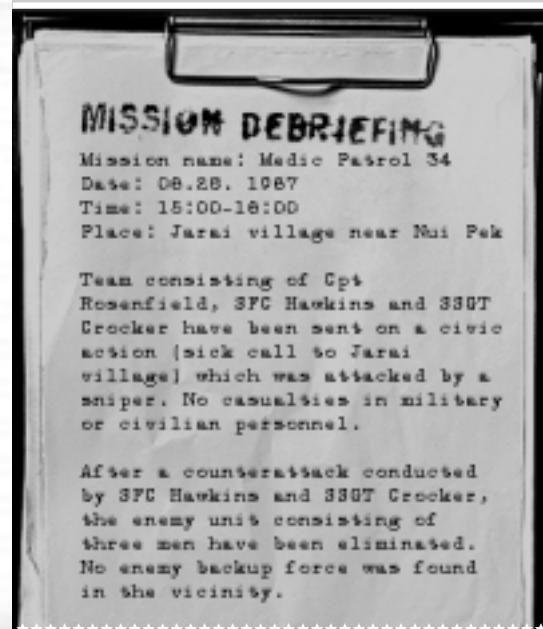 MISSION DEBRIEFING
Mission name: Medic Patrol 34
Date: 08.28. 1967
Time: 15:00-18:00
Place: Jarai village near Nui Pek
Team consisting of Cpt
Rosenfield, SFC Hawkins and SSGT
Crocker have been sent on a civic
action (sick call to Jarai
village) which was attacked by a
sniper. No casualties in military
or civilian personnel.
After a counterattack conducted
by SFC Hawkins and SSGT Crocker,
the enemy unit consisting of
three men have been eliminated.
No enemy backup force was found
in the vicinity.